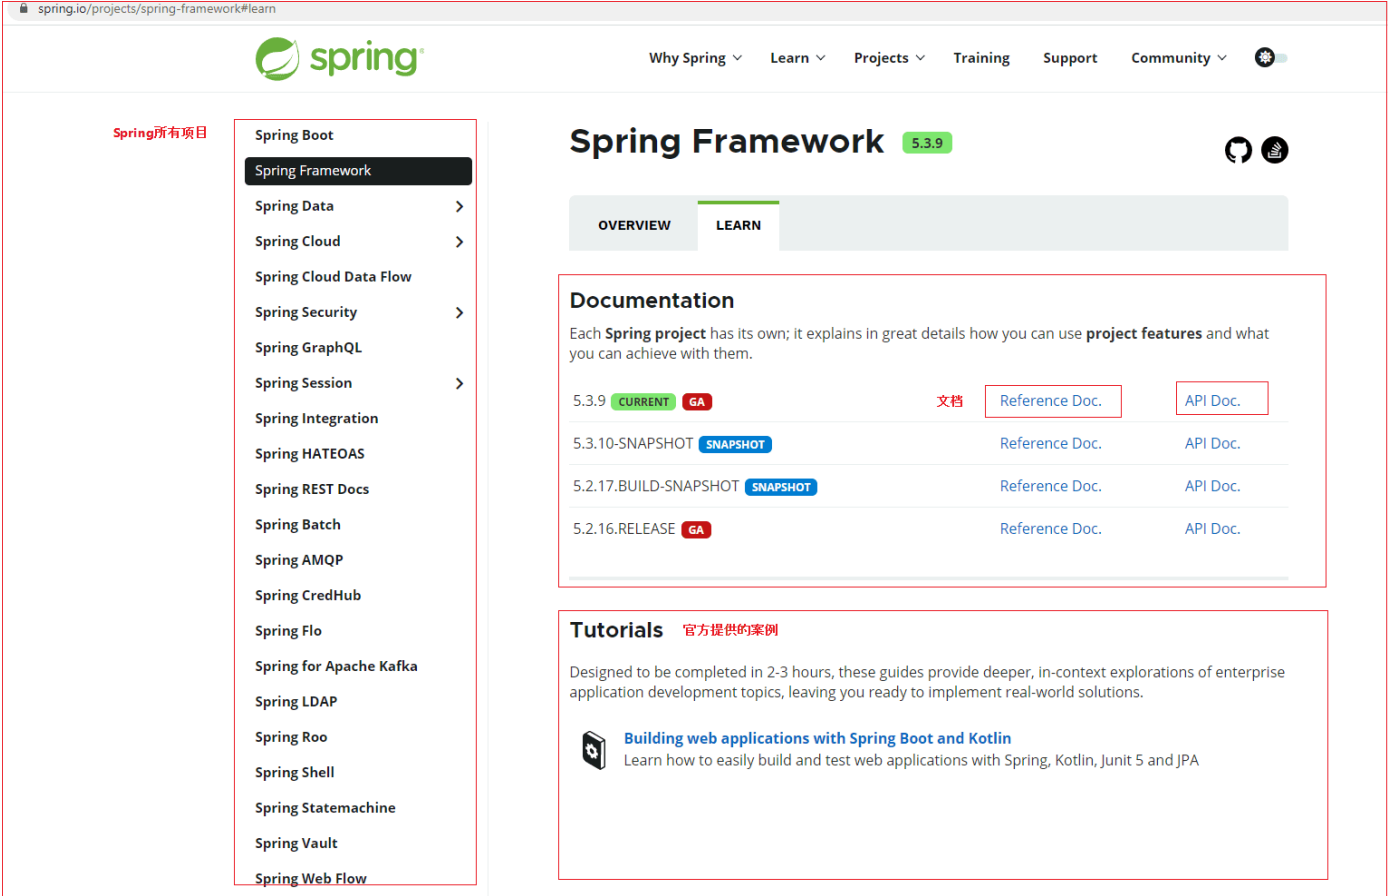 spring.io/projects/spring-framework#learn
spring
Why Spring
Learn
Projects
Training
Support
Community
Spring所有项目
Spring Boot
Spring Framework
Spring Data
Spring Cloud
Spring Cloud Data Flow
Spring Security
Spring GraphQL
Spring Session
Spring Integration
Spring HATEOAS
Spring REST Docs
Spring Batch
Spring AMQP
Spring CredHub
Spring Flo
Spring for Apache Kafka
Spring LDAP
Spring Roo
Spring Shell
Spring Statemachine
Spring Vault
Spring Web Flow
Spring Framework 5.3.9
OVERVIEW LEARN
Documentation
Each Spring project has its own; it explains in great details how you can use project features and what
you can achieve with them.
5.3.9 CURRENT GA 文档 Reference Doc. API Doc.
5.3.10-SNAPSHOT SNAPSHOT Reference Doc. API Doc.
5.2.17.BUILD-SNAPSHOT SNAPSHOT Reference Doc. API Doc.
5.2.16.RELEASE GA Reference Doc. API Doc.
Tutorials 官方提供的案例
Designed to be completed in 2-3 hours, these guides provide deeper, in-context explorations of enterprise
application development topics, leaving you ready to implement real-world solutions.
Building web applications with Spring Boot and Kotlin
Learn how to easily build and test web applications with Spring, Kotlin, Junit 5 and JPA